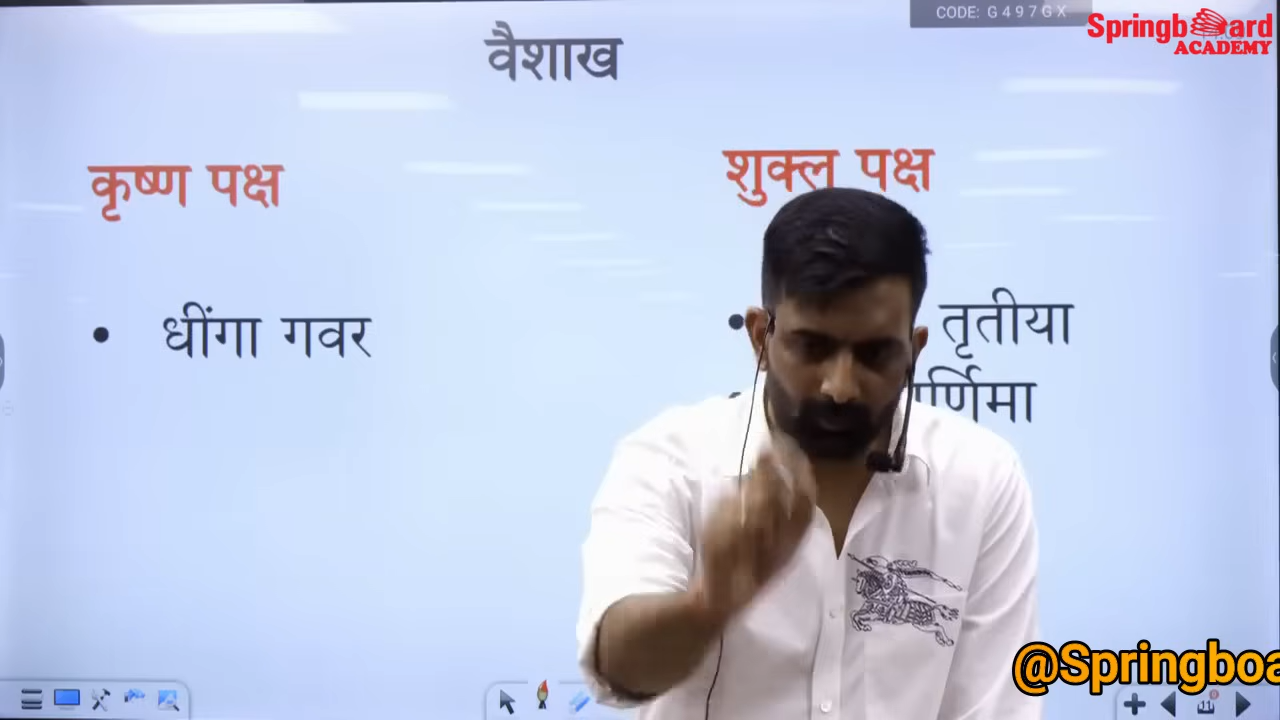 CODE: G497GX
Springboard
ACADEMY
वैशाख
कृष्ण पक्ष
शुक्ल पक्ष
• धींगा गवर
• तृतीया
@Springboa